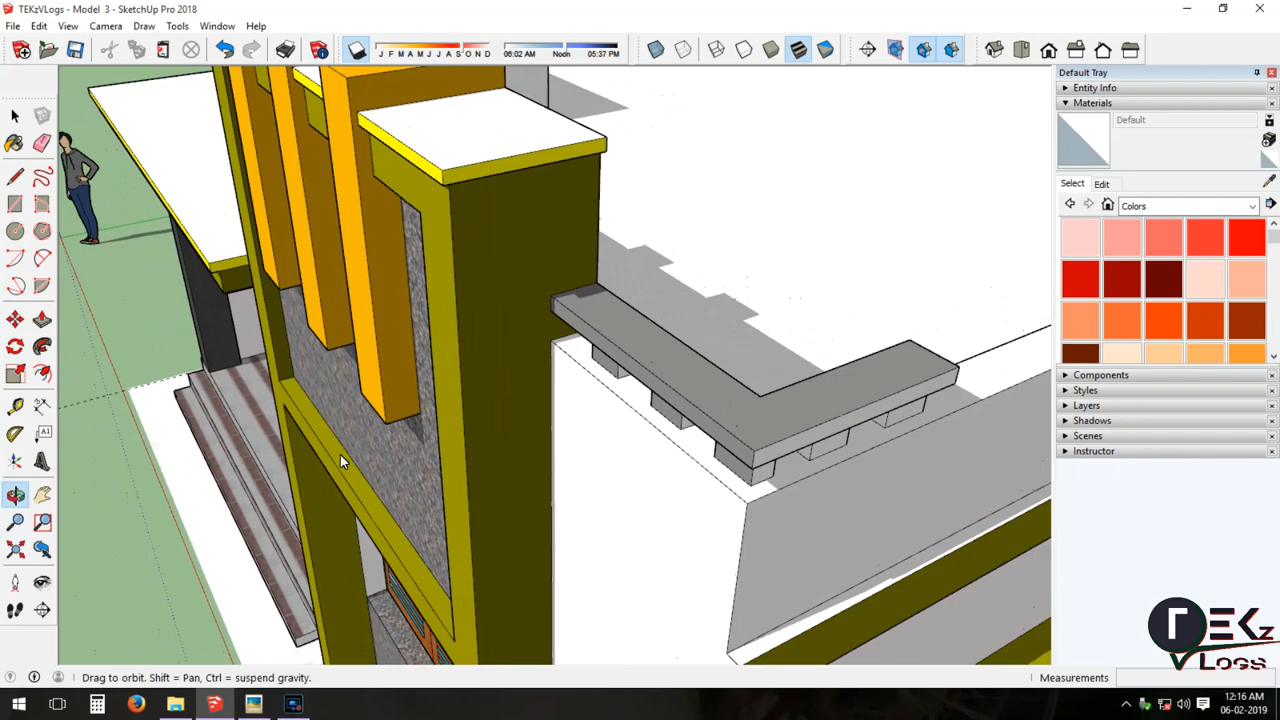 TEKzVLogs - Model 3 - SketchUp Pro 2018
File Edit View Camera Draw Tools Window Help
J F M A M J J A S O N D
06:02 AM Noon 05:37 PM
Default Tray
Entity Info
Materials
Default
Select Edit
Colors
Components
Styles
Layers
Shadows
Scenes
Instructor
A1
TEKz
VLogs
Drag to orbit. Shift = Pan, Ctrl = suspend gravity.
Measurements
12:16 AM
06-02-2019